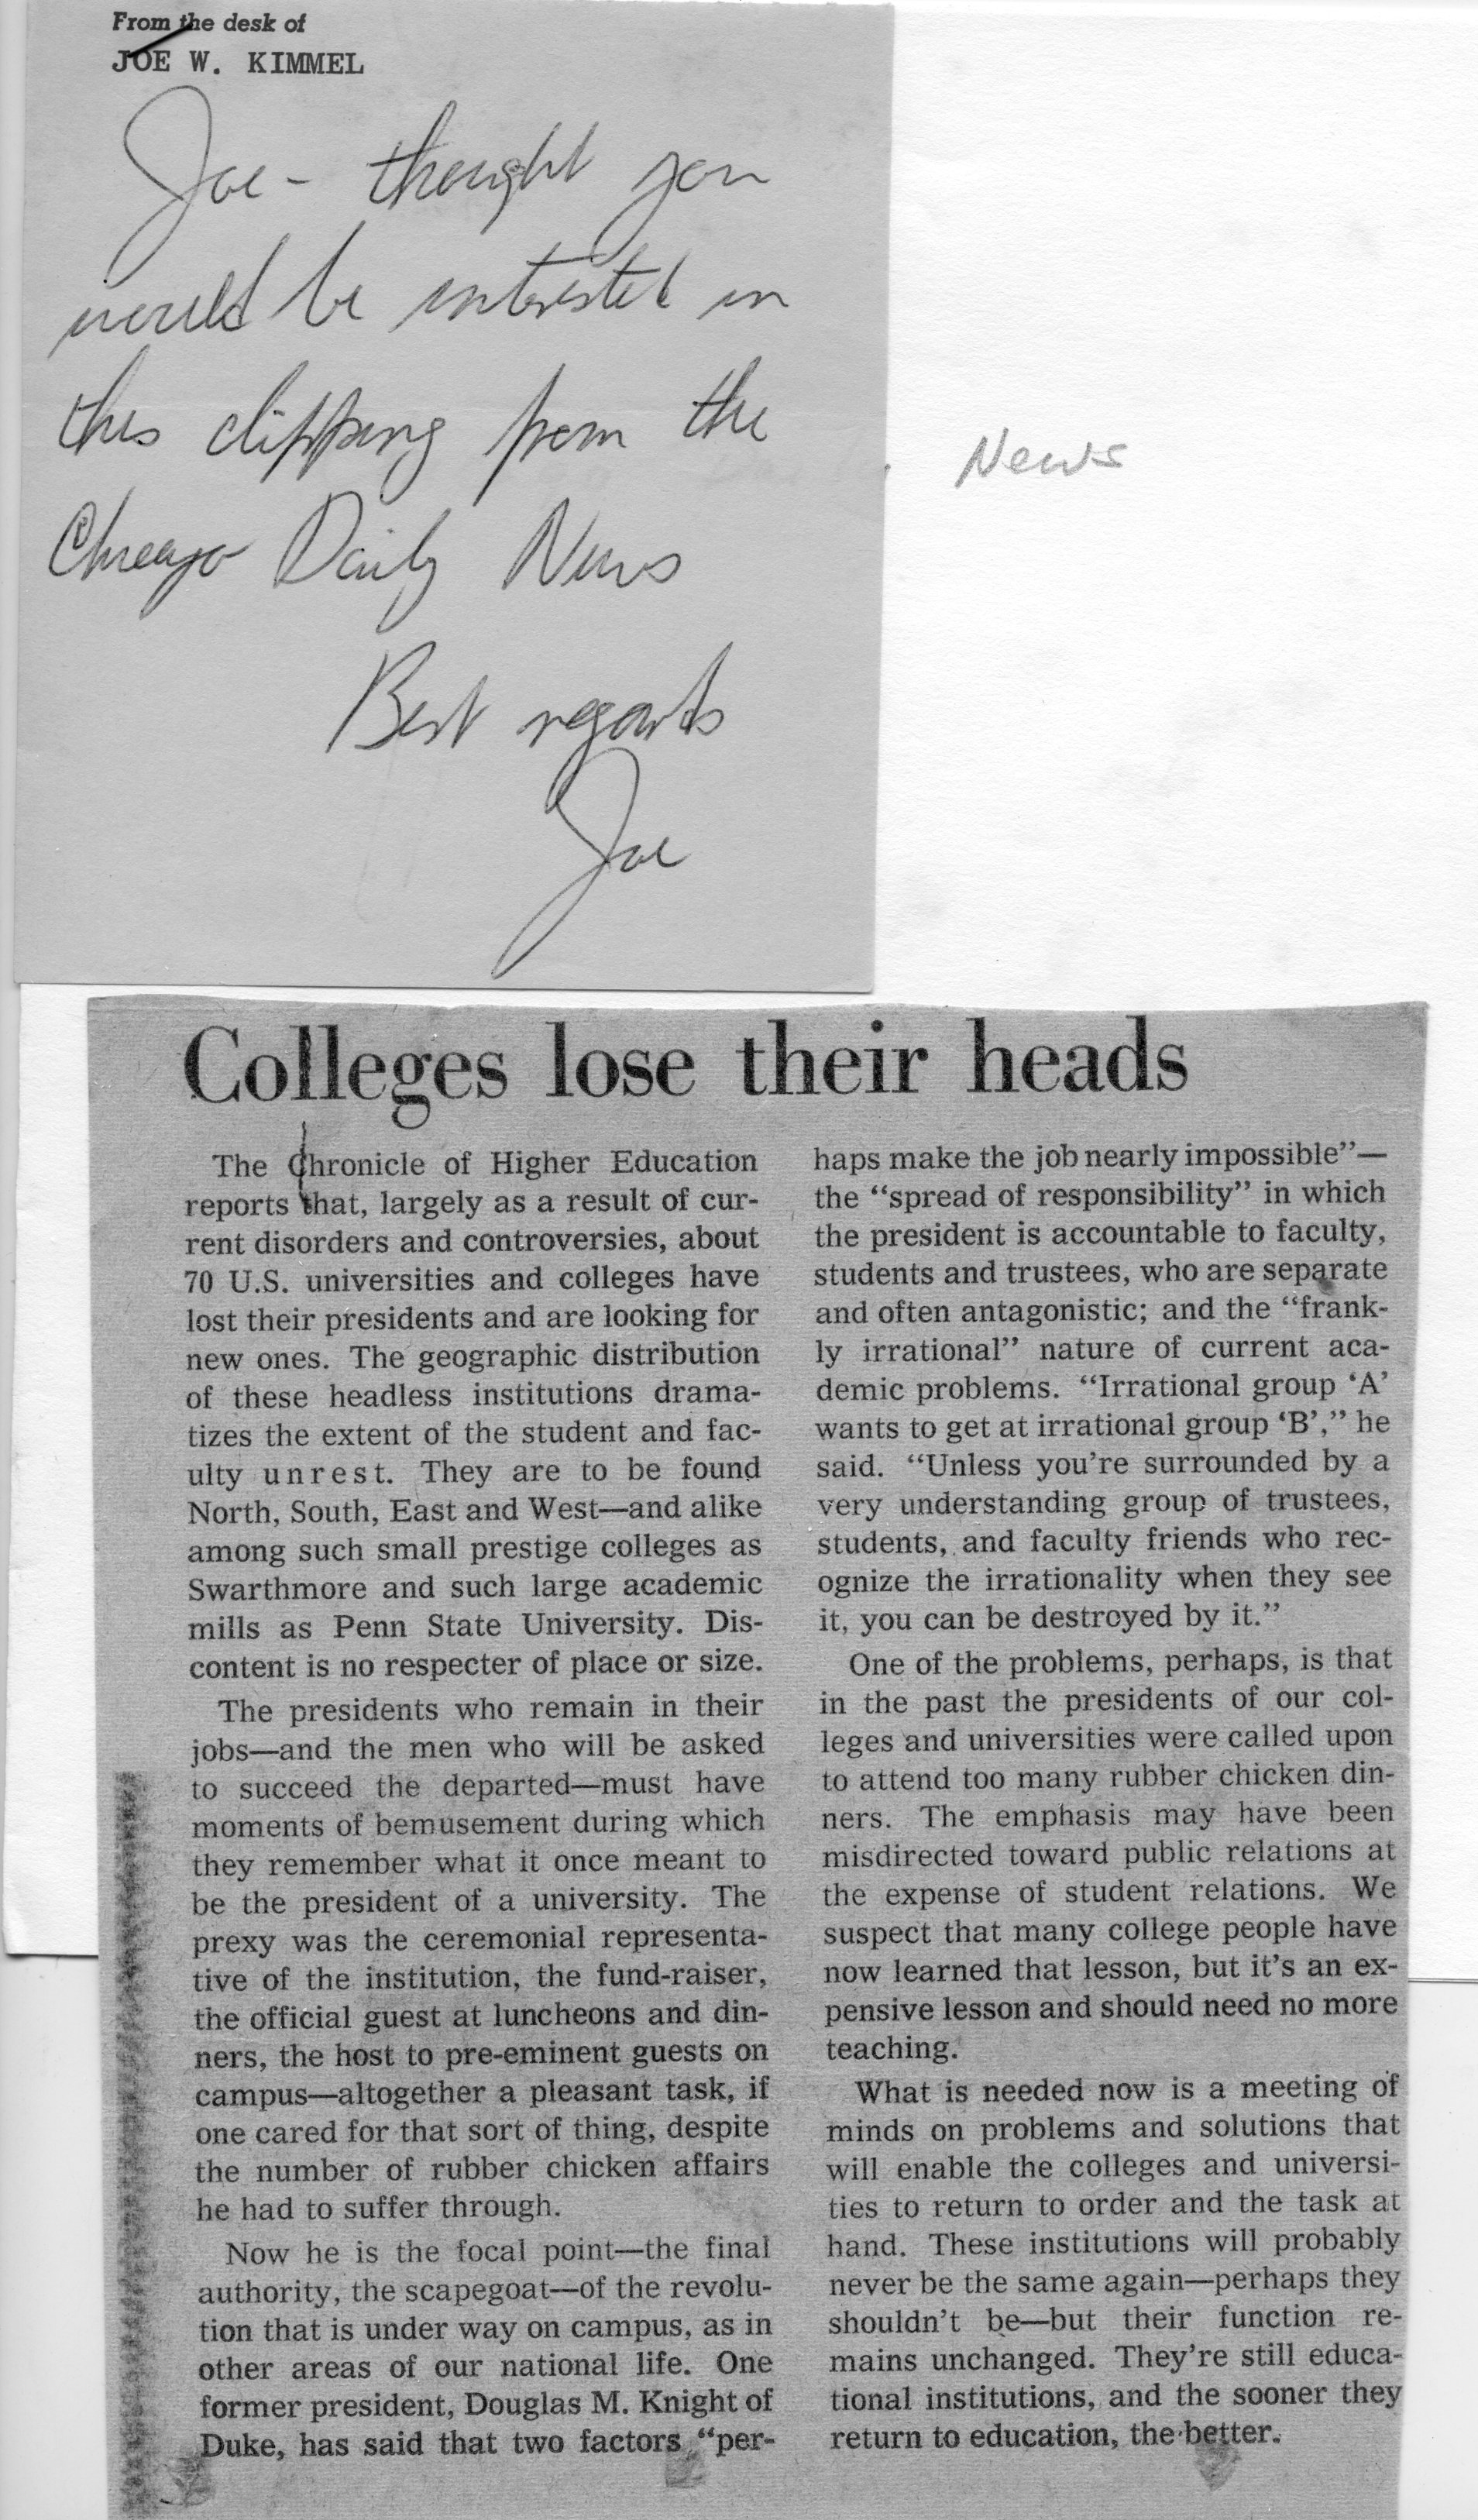 From the desk of
JOE W. KIMMEL
Joe - thought you
would be interested in
this clipping from the
Chicago Daily News
Best regards
Joe
News
Colleges lose their heads
The Chronicle of Higher Education
reports that, largely as a result of cur-
rent disorders and controversies, about
70 U.S. universities and colleges have
lost their presidents and are looking for
new ones. The geographic distribution
of these headless institutions drama-
tizes the extent of the student and fac-
ulty unrest. They are to be found
North, South, East and West—and alike
among such small prestige colleges as
Swarthmore and such large academic
mills as Penn State University. Dis-
content is no respecter of place or size.
The presidents who remain in their
jobs—and the men who will be asked
to succeed the departed—must have
moments of bemusement during which
they remember what it once meant to
be the president of a university. The
prexy was the ceremonial representa-
tive of the institution, the fund-raiser,
the official guest at luncheons and din-
ners, the host to pre-eminent guests on
campus—altogether a pleasant task, if
one cared for that sort of thing, despite
the number of rubber chicken affairs
he had to suffer through.
Now he is the focal point—the final
authority, the scapegoat—of the revolu-
tion that is under way on campus, as in
other areas of our national life. One
former president, Douglas M. Knight of
Duke, has said that two factors “per-
haps make the job nearly impossible”—
the “spread of responsibility” in which
the president is accountable to faculty,
students and trustees, who are separate
and often antagonistic; and the “frank-
ly irrational” nature of current aca-
demic problems. “Irrational group ‘A’
wants to get at irrational group ‘B’,” he
said. “Unless you’re surrounded by a
very understanding group of trustees,
students, and faculty friends who rec-
ognize the irrationality when they see
it, you can be destroyed by it.”
One of the problems, perhaps, is that
in the past the presidents of our col-
leges and universities were called upon
to attend too many rubber chicken din-
ners. The emphasis may have been
misdirected toward public relations at
the expense of student relations. We
suspect that many college people have
now learned that lesson, but it’s an ex-
pensive lesson and should need no more
teaching.
What is needed now is a meeting of
minds on problems and solutions that
will enable the colleges and universi-
ties to return to order and the task at
hand. These institutions will probably
never be the same again—perhaps they
shouldn’t be—but their function re-
mains unchanged. They’re still educa-
tional institutions, and the sooner they
return to education, the better.